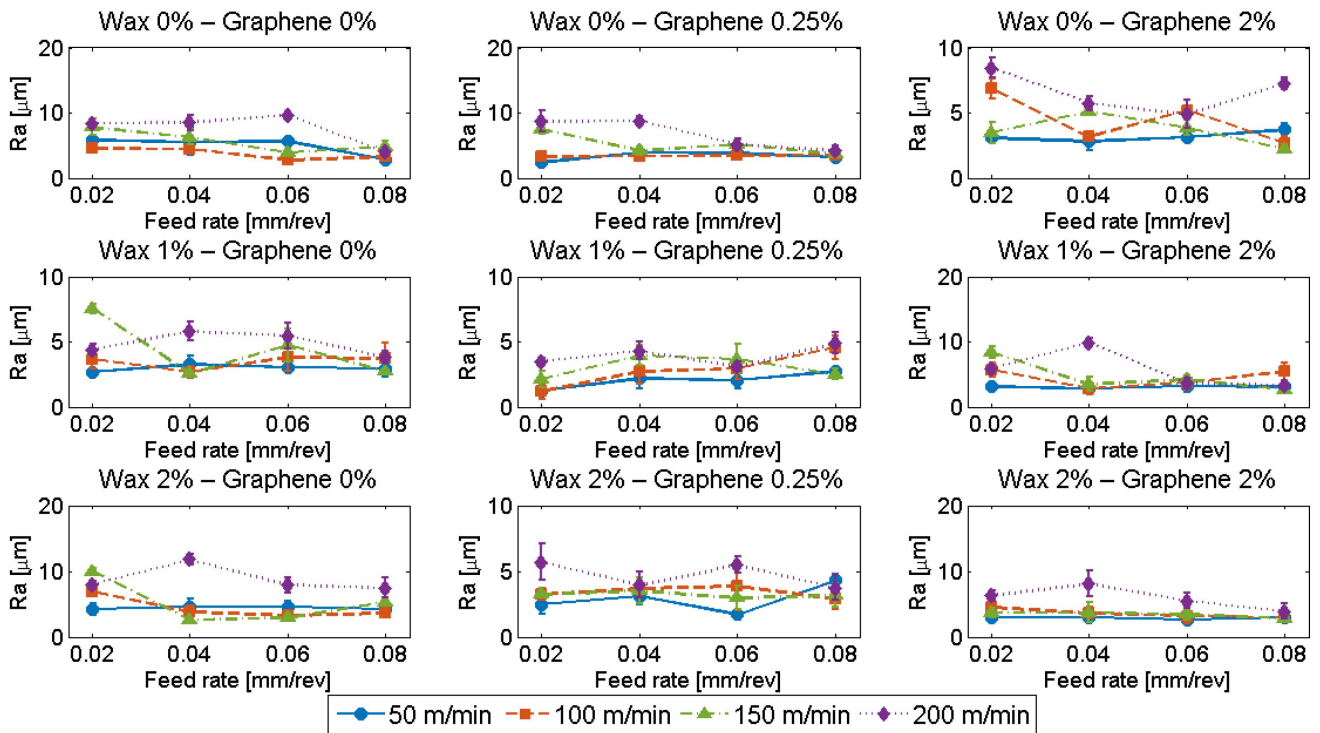 Wax 0% – Graphene 0%
20
10
0
Ra [μm]
0.02 0.04 0.06 0.08
Feed rate [mm/rev]
Wax 0% – Graphene 0.25%
20
10
0
Ra [μm]
0.02 0.04 0.06 0.08
Feed rate [mm/rev]
Wax 0% – Graphene 2%
10
5
0
Ra [μm]
0.02 0.04 0.06 0.08
Feed rate [mm/rev]
Wax 1% – Graphene 0%
10
5
0
Ra [μm]
0.02 0.04 0.06 0.08
Feed rate [mm/rev]
Wax 1% – Graphene 0.25%
10
5
0
Ra [μm]
0.02 0.04 0.06 0.08
Feed rate [mm/rev]
Wax 1% – Graphene 2%
20
10
0
Ra [μm]
0.02 0.04 0.06 0.08
Feed rate [mm/rev]
Wax 2% – Graphene 0%
20
10
0
Ra [μm]
0.02 0.04 0.06 0.08
Feed rate [mm/rev]
Wax 2% – Graphene 0.25%
10
5
0
Ra [μm]
0.02 0.04 0.06 0.08
Feed rate [mm/rev]
Wax 2% – Graphene 2%
20
10
0
Ra [μm]
0.02 0.04 0.06 0.08
Feed rate [mm/rev]
50 m/min 100 m/min 150 m/min 200 m/min